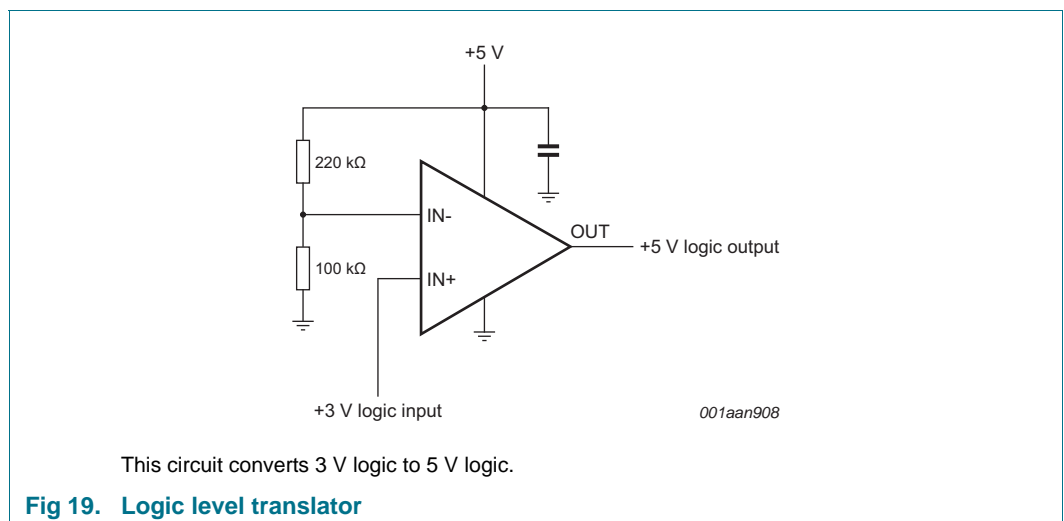 +5 V
220 kΩ
IN-
OUT
+5 V logic output
100 kΩ
IN+
+3 V logic input
001aan908
This circuit converts 3 V logic to 5 V logic.
Fig 19. Logic level translator